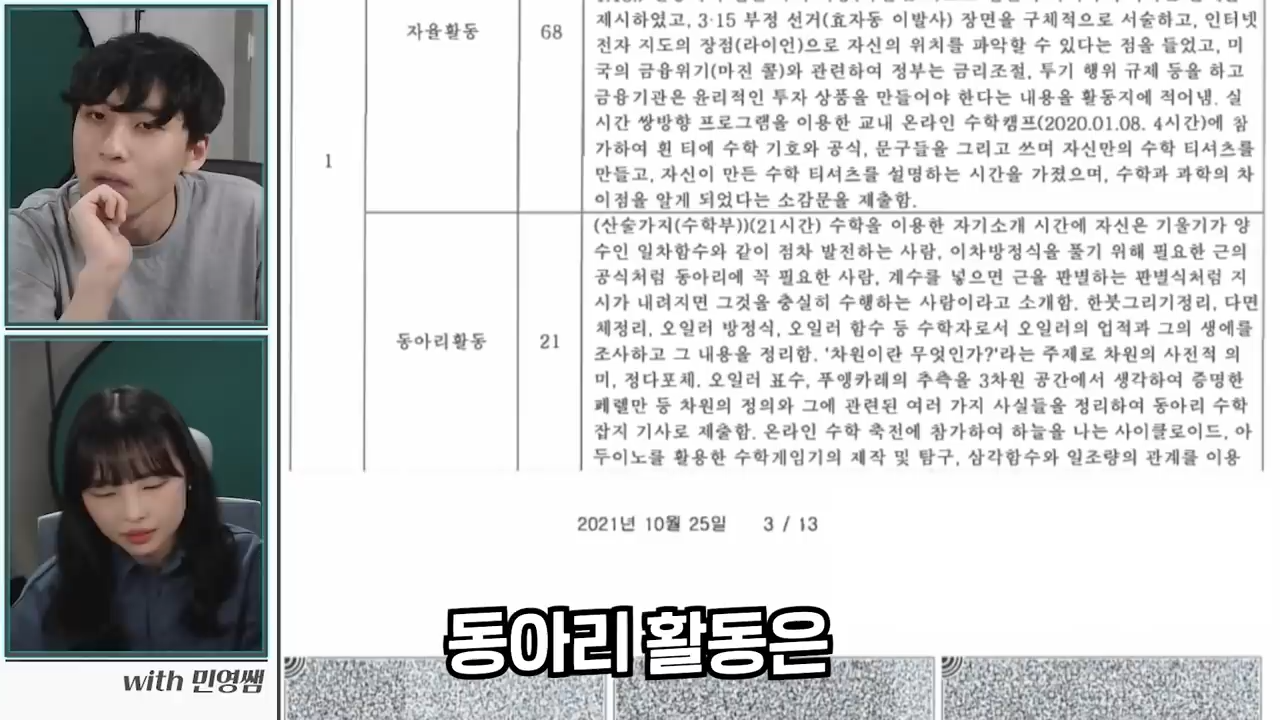 자율활동
68
제시하였고, 3·15 부정 선거(효자동 이발사) 장면을 구체적으로 서술하고, 인터넷
전자 지도의 장점(라이언)으로 자신의 위치를 파악할 수 있다는 점을 들었고, 미
국의 금융위기(마진 콜)와 관련하여 정부는 금리조절, 투기 행위 규제 등을 하고
금융기관은 윤리적인 투자 상품을 만들어야 한다는 내용을 활동지에 적어냄. 실
시간 쌍방향 프로그램을 이용한 교내 온라인 수학캠프(2020.01.08. 4시간)에 참
1
가하여 흰 티에 수학 기호와 공식, 문구들을 그리고 쓰며 자신만의 수학 티셔츠를
만들고, 자신이 만든 수학 티셔츠를 설명하는 시간을 가졌으며, 수학과 과학의 차
이점을 알게 되었다는 소감문을 제출함.
(산술가지(수학부))(21시간) 수학을 이용한 자기소개 시간에 자신은 기울기가 양
수인 일차함수와 같이 점차 발전하는 사람, 이차방정식을 풀기 위해 필요한 근의
공식처럼 동아리에 꼭 필요한 사람, 계수를 넣으면 근을 판별하는 판별식처럼 지
시가 내려지면 그것을 충실히 수행하는 사람이라고 소개함. 한붓그리기정리, 다면
체정리, 오일러 방정식, 오일러 함수 등 수학자로서 오일러의 업적과 그의 생애를
동아리활동
21
조사하고 그 내용을 정리함. '차원이란 무엇인가?'라는 주제로 차원의 사전적 의
미, 정다포체. 오일러 표수, 푸앵카레의 추측을 3차원 공간에서 생각하여 증명한
페렐만 등 차원의 정의와 그에 관련된 여러 가지 사실들을 정리하여 동아리 수학
잡지 기사로 제출함. 온라인 수학 축전에 참가하여 하늘을 나는 사이클로이드, 아
두이노를 활용한 수학게임기의 제작 및 탐구, 삼각함수와 일조량의 관계를 이용
2021년 10월 25일 3 / 13
동아리 활동은
with 민영쌤